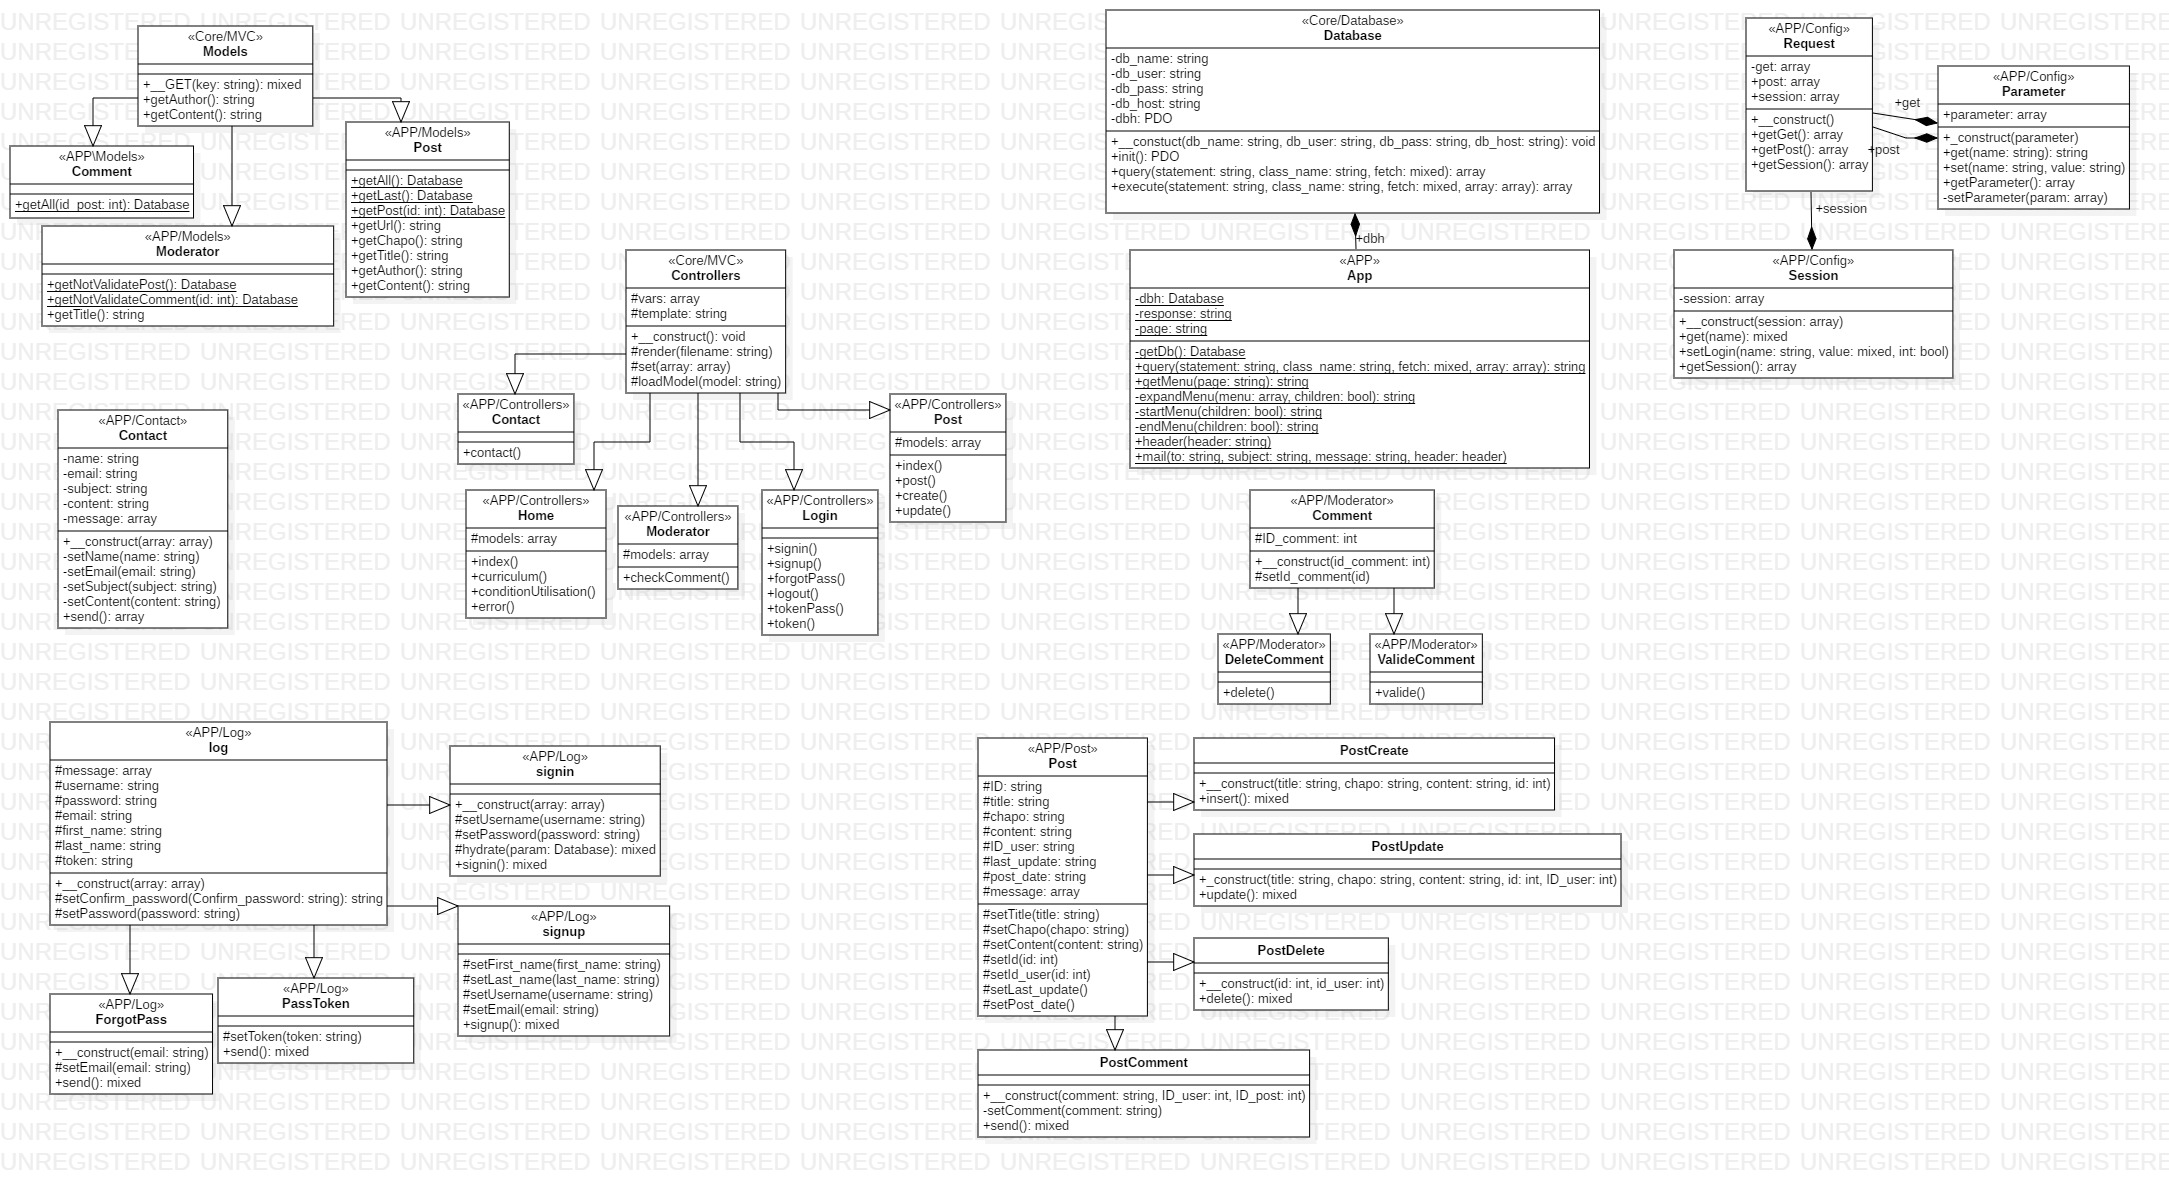 «Core/MVC»
Models
+__GET(key: string): mixed
+getAuthor(): string
+getContent(): string
«APP\Models»
Comment
+getAll(id_post: int): Database
«APP/Models»
Post
+getAll(): Database
+getLast(): Database
+getPost(id: int): Database
+getUrl(): string
+getChapo(): string
+getTitle(): string
+getAuthor(): string
+getContent(): string
«APP/Models»
Moderator
+getNotValidatePost(): Database
+getNotValidateComment(id: int): Database
+getTitle(): string
«Core/MVC»
Controllers
#vars: array
#template: string
+__construct(): void
#render(filename: string)
#set(array: array)
#loadModel(model: string)
«APP/Controllers»
Contact
+contact()
«APP/Controllers»
Home
#models: array
+index()
+curriculum()
+conditionUtilisation()
+error()
«APP/Controllers»
Moderator
#models: array
+checkComment()
«APP/Controllers»
Login
+signin()
+signup()
+forgotPass()
+logout()
+tokenPass()
+token()
«APP/Controllers»
Post
#models: array
+index()
+post()
+create()
+update()
«Core/Database»
Database
-db_name: string
-db_user: string
-db_pass: string
-db_host: string
-dbh: PDO
+__constuct(db_name: string, db_user: string, db_pass: string, db_host: string): void
+init(): PDO
+query(statement: string, class_name: string, fetch: mixed): array
+execute(statement: string, class_name: string, fetch: mixed, array: array): array
+dbh
«APP»
App
-dbh: Database
-response: string
-page: string
-getDb(): Database
+query(statement: string, class_name: string, fetch: mixed, array: array): string
+getMenu(page: string): string
-expandMenu(menu: array, children: bool): string
-startMenu(children: bool): string
-endMenu(children: bool): string
+header(header: string)
+mail(to: string, subject: string, message: string, header: header)
«APP/Config»
Request
-get: array
+post: array
+session: array
+__construct()
+getGet(): array
+getPost(): array
+getSession(): array
+get
+post
+session
«APP/Config»
Parameter
+parameter: array
+_construct(parameter)
+get(name: string): string
+set(name: string, value: string)
+getParameter(): array
-setParameter(param: array)
«APP/Config»
Session
-session: array
+__construct(session: array)
+get(name): mixed
+setLogin(name: string, value: mixed, int: bool)
+getSession(): array
«APP/Contact»
Contact
-name: string
-email: string
-subject: string
-content: string
-message: array
+__construct(array: array)
-setName(name: string)
-setEmail(email: string)
-setSubject(subject: string)
-setContent(content: string)
+send(): array
«APP/Moderator»
Comment
#ID_comment: int
+__construct(id_comment: int)
#setId_comment(id)
«APP/Moderator»
DeleteComment
+delete()
«APP/Moderator»
ValideComment
+valide()
«APP/Log»
log
#message: array
#username: string
#password: string
#email: string
#first_name: string
#last_name: string
#token: string
+__construct(array: array)
#setConfirm_password(Confirm_password: string): string
#setPassword(password: string)
«APP/Log»
signin
+__construct(array: array)
#setUsername(username: string)
#setPassword(password: string)
#hydrate(param: Database): mixed
+signin(): mixed
«APP/Log»
signup
#setFirst_name(first_name: string)
#setLast_name(last_name: string)
#setUsername(username: string)
#setEmail(email: string)
+signup(): mixed
«APP/Log»
ForgotPass
+__construct(email: string)
#setEmail(email: string)
+send(): mixed
«APP/Log»
PassToken
#setToken(token: string)
+send(): mixed
«APP/Post»
Post
#ID: string
#title: string
#chapo: string
#content: string
#ID_user: string
#last_update: string
#post_date: string
#message: array
#setTitle(title: string)
#setChapo(chapo: string)
#setContent(content: string)
#setId(id: int)
#setId_user(id: int)
#setLast_update()
#setPost_date()
PostCreate
+__construct(title: string, chapo: string, content: string, id: int)
+insert(): mixed
PostUpdate
+_construct(title: string, chapo: string, content: string, id: int, ID_user: int)
+update(): mixed
PostDelete
+__construct(id: int, id_user: int)
+delete(): mixed
PostComment
+__construct(comment: string, ID_user: int, ID_post: int)
-setComment(comment: string)
+send(): mixed
UNREGISTERED